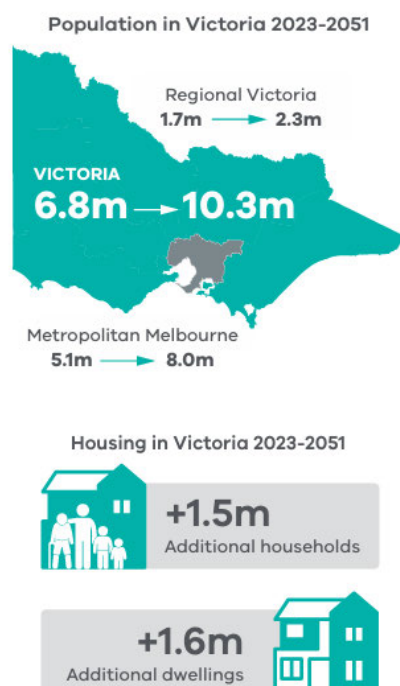 Population in Victoria 2023-2051
Regional Victoria
1.7m → 2.3m
VICTORIA
6.8m → 10.3m
Metropolitan Melbourne
5.1m → 8.0m
Housing in Victoria 2023-2051
+1.5m
Additional households
+1.6m
Additional dwellings